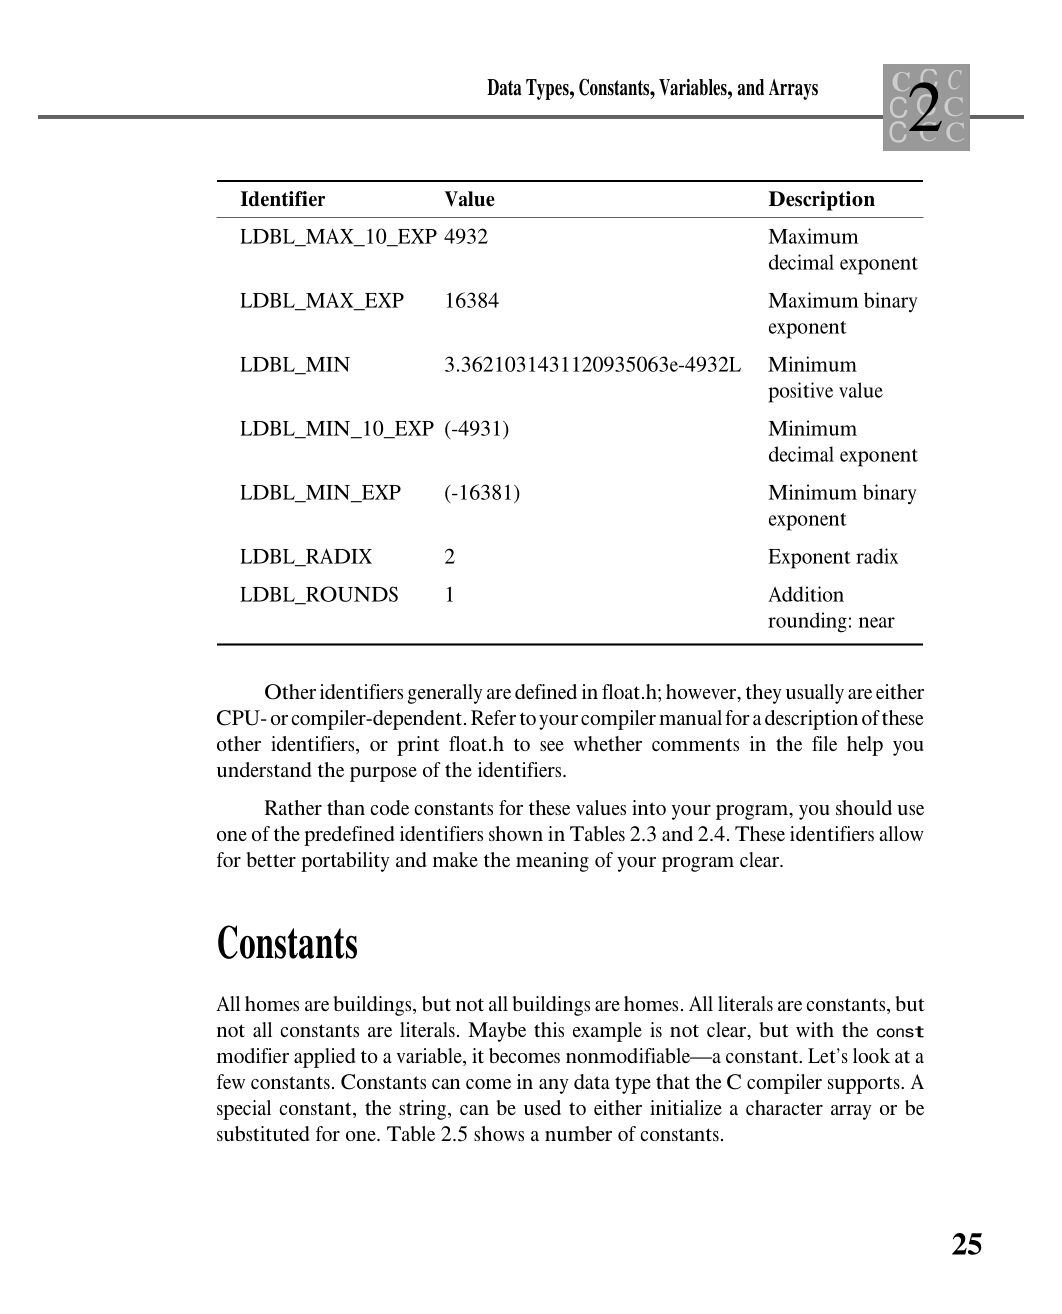 Data Types, Constants, Variables, and Arrays
C C C
C C C
C C C
2
Identifier Value Description
LDBL_MAX_10_EXP 4932 Maximum
decimal exponent
LDBL_MAX_EXP 16384 Maximum binary
exponent
LDBL_MIN 3.3621031431120935063e-4932L Minimum
positive value
LDBL_MIN_10_EXP (-4931) Minimum
decimal exponent
LDBL_MIN_EXP (-16381) Minimum binary
exponent
LDBL_RADIX 2 Exponent radix
LDBL_ROUNDS 1 Addition
rounding: near
Other identifiers generally are defined in float.h; however, they usually are either
CPU- or compiler-dependent. Refer to your compiler manual for a description of these
other identifiers, or print float.h to see whether comments in the file help you
understand the purpose of the identifiers.
Rather than code constants for these values into your program, you should use
one of the predefined identifiers shown in Tables 2.3 and 2.4. These identifiers allow
for better portability and make the meaning of your program clear.
Constants
All homes are buildings, but not all buildings are homes. All literals are constants, but
not all constants are literals. Maybe this example is not clear, but with the const
modifier applied to a variable, it becomes nonmodifiable—a constant. Let's look at a
few constants. Constants can come in any data type that the C compiler supports. A
special constant, the string, can be used to either initialize a character array or be
substituted for one. Table 2.5 shows a number of constants.
25